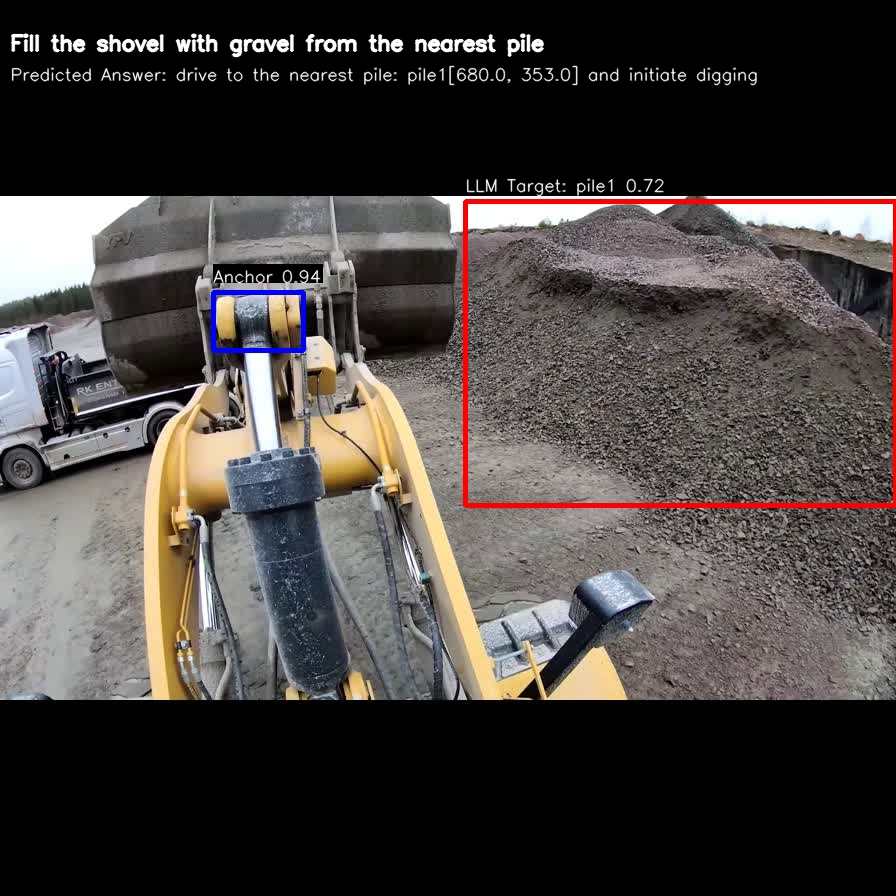 Fill the shovel with gravel from the nearest pile
Predicted Answer: drive to the nearest pile: pile1[680.0, 353.0] and initiate digging
LLM Target: pile1 0.72
Anchor 0.94
RK ENT